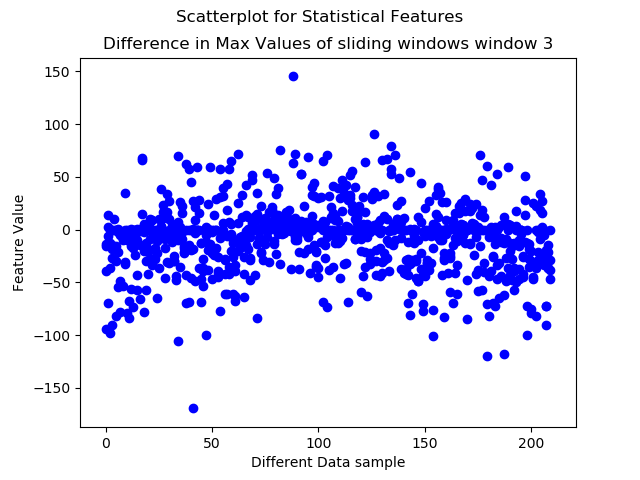 Scatterplot for Statistical Features
Difference in Max Values of sliding windows window 3
150
100
50
0
−50
−100
−150
Feature Value
0 50 100 150 200
Different Data sample